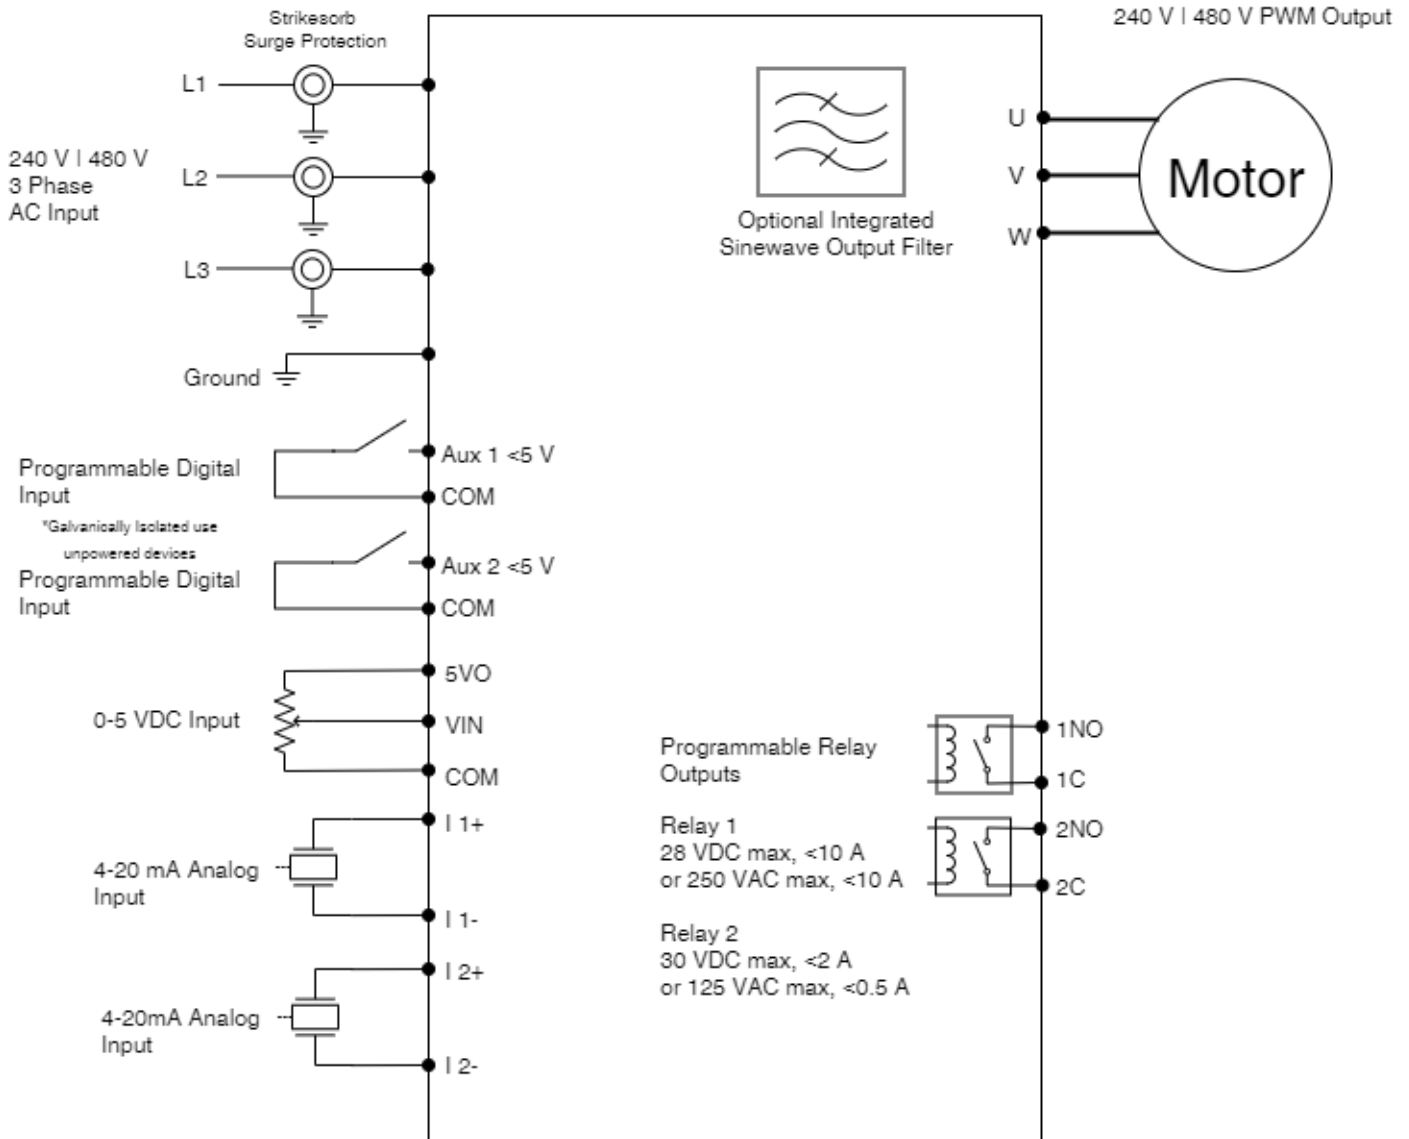 Strikesorb
Surge Protection
240 V | 480 V PWM Output
L1
240 V | 480 V
3 Phase
AC Input
L2
L3
Ground
Optional Integrated
Sinewave Output Filter
U
V
W
Motor
Programmable Digital
Input
Aux 1 <5 V
COM
*Galvanically Isolated use
unpowered devices
Programmable Digital
Input
Aux 2 <5 V
COM
0-5 VDC Input
5VO
VIN
COM
4-20 mA Analog
Input
I 1+
I 1-
4-20mA Analog
Input
I 2+
I 2-
Programmable Relay
Outputs
Relay 1
28 VDC max, <10 A
or 250 VAC max, <10 A
Relay 2
30 VDC max, <2 A
or 125 VAC max, <0.5 A
1NO
1C
2NO
2C